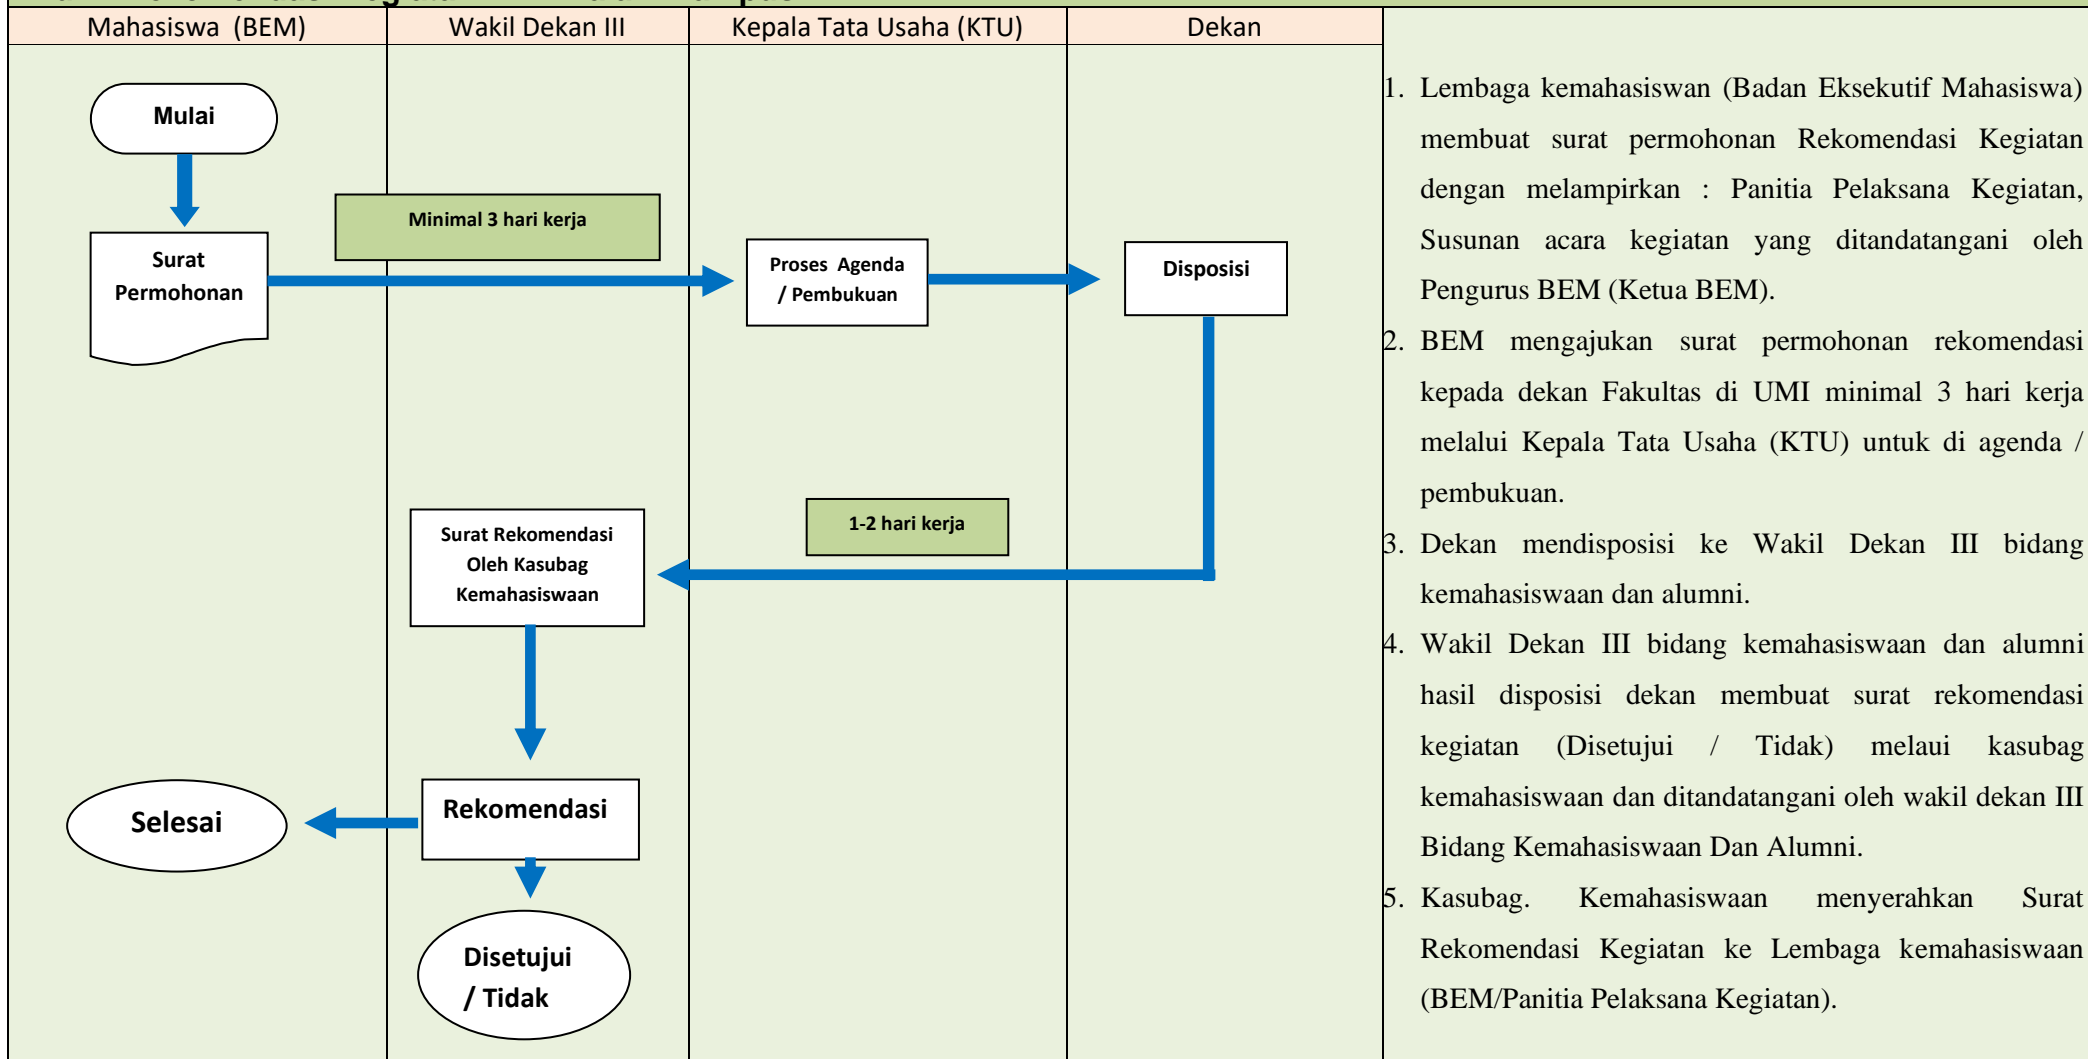 Mahasiswa (BEM)
Wakil Dekan III
Kepala Tata Usaha (KTU)
Dekan
Mulai
Surat
Permohonan
Minimal 3 hari kerja
Proses Agenda
/ Pembukuan
Disposisi
1-2 hari kerja
Surat Rekomendasi
Oleh Kasubag
Kemahasiswaan
Rekomendasi
Selesai
Disetujui
/ Tidak
1. Lembaga kemahasiswan (Badan Eksekutif Mahasiswa)
membuat surat permohonan Rekomendasi Kegiatan
dengan melampirkan : Panitia Pelaksana Kegiatan,
Susunan acara kegiatan yang ditandatangani oleh
Pengurus BEM (Ketua BEM).
2. BEM mengajukan surat permohonan rekomendasi
kepada dekan Fakultas di UMI minimal 3 hari kerja
melalui Kepala Tata Usaha (KTU) untuk di agenda /
pembukuan.
3. Dekan mendisposisi ke Wakil Dekan III bidang
kemahasiswaan dan alumni.
4. Wakil Dekan III bidang kemahasiswaan dan alumni
hasil disposisi dekan membuat surat rekomendasi
kegiatan (Disetujui / Tidak) melaui kasubag
kemahasiswaan dan ditandatangani oleh wakil dekan III
Bidang Kemahasiswaan Dan Alumni.
5. Kasubag. Kemahasiswaan menyerahkan Surat
Rekomendasi Kegiatan ke Lembaga kemahasiswaan
(BEM/Panitia Pelaksana Kegiatan).